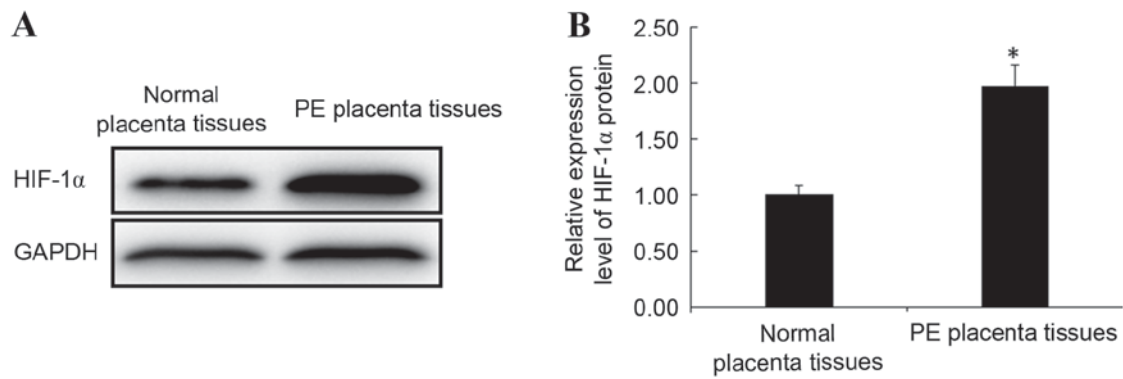 A
Normal
placenta tissues
PE placenta tissues
HIF-1α
GAPDH
B
Relative expression
level of HIF-1α protein
2.50
2.00
1.50
1.00
0.50
0.00
*
Normal
placenta tissues
PE placenta tissues